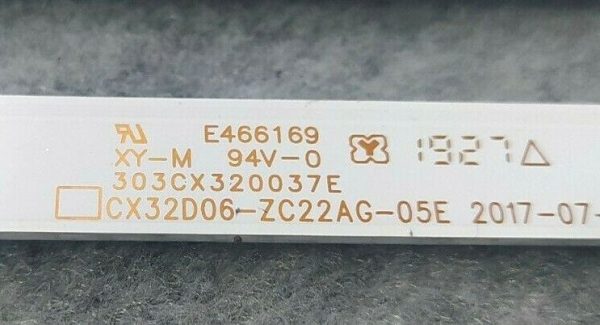 E466169
XY-M 94V-0 1927
303CX320037E
CX32D06-ZC22AG-05E 2017-07-